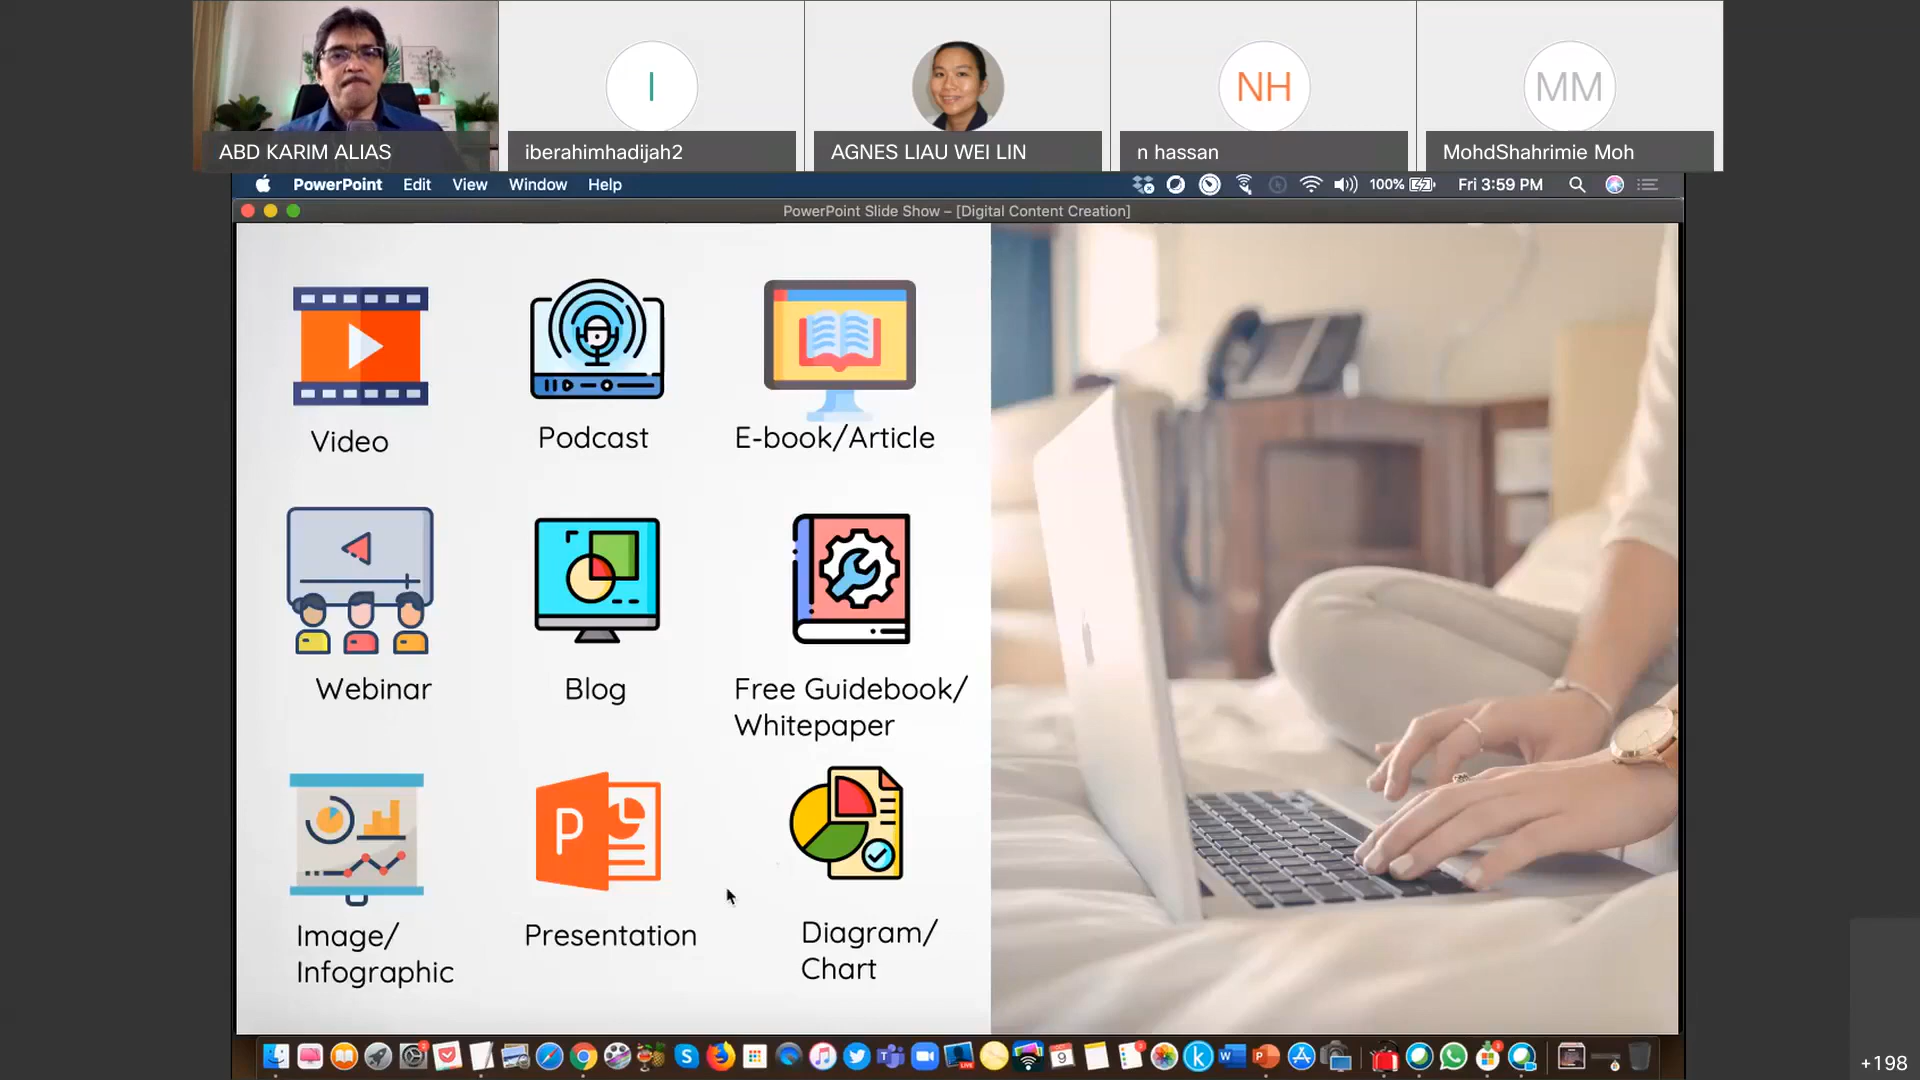 I
NH
MM
ABD KARIM ALIAS
iberahimhadijah2
AGNES LIAU WEI LIN
n hassan
MohdShahrimie Moh
PowerPoint Edit View Window Help
100% Fri 3:59 PM
PowerPoint Slide Show – [Digital Content Creation]
Video
Podcast
E-book/Article
Webinar
Blog
Free Guidebook/
Whitepaper
P
Image/
Infographic
Presentation
Diagram/
Chart
+198